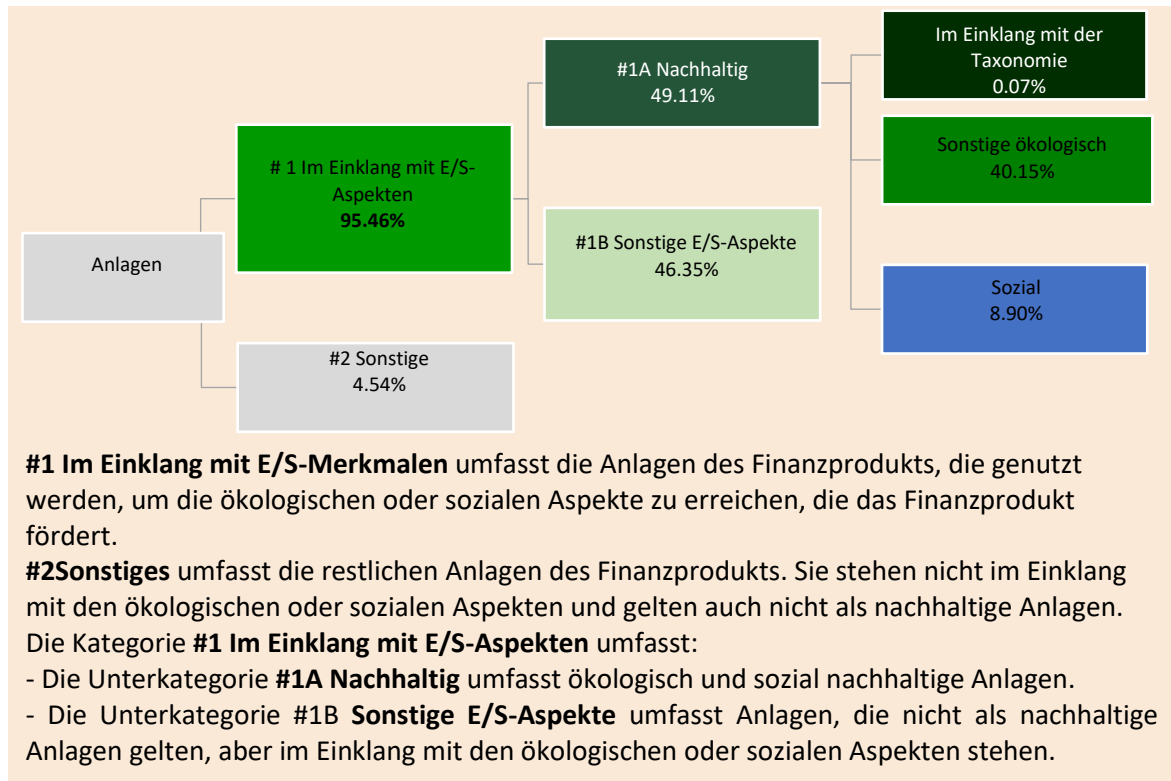 Anlagen
# 1 Im Einklang mit E/S-
Aspekten
95.46%
#2 Sonstige
4.54%
#1A Nachhaltig
49.11%
#1B Sonstige E/S-Aspekte
46.35%
Im Einklang mit der
Taxonomie
0.07%
Sonstige ökologisch
40.15%
Sozial
8.90%
#1 Im Einklang mit E/S-Merkmalen umfasst die Anlagen des Finanzprodukts, die genutzt
werden, um die ökologischen oder sozialen Aspekte zu erreichen, die das Finanzprodukt
fördert.
#2Sonstiges umfasst die restlichen Anlagen des Finanzprodukts. Sie stehen nicht im Einklang
mit den ökologischen oder sozialen Aspekten und gelten auch nicht als nachhaltige Anlagen.
Die Kategorie #1 Im Einklang mit E/S-Aspekten umfasst:
- Die Unterkategorie #1A Nachhaltig umfasst ökologisch und sozial nachhaltige Anlagen.
- Die Unterkategorie #1B Sonstige E/S-Aspekte umfasst Anlagen, die nicht als nachhaltige
Anlagen gelten, aber im Einklang mit den ökologischen oder sozialen Aspekten stehen.